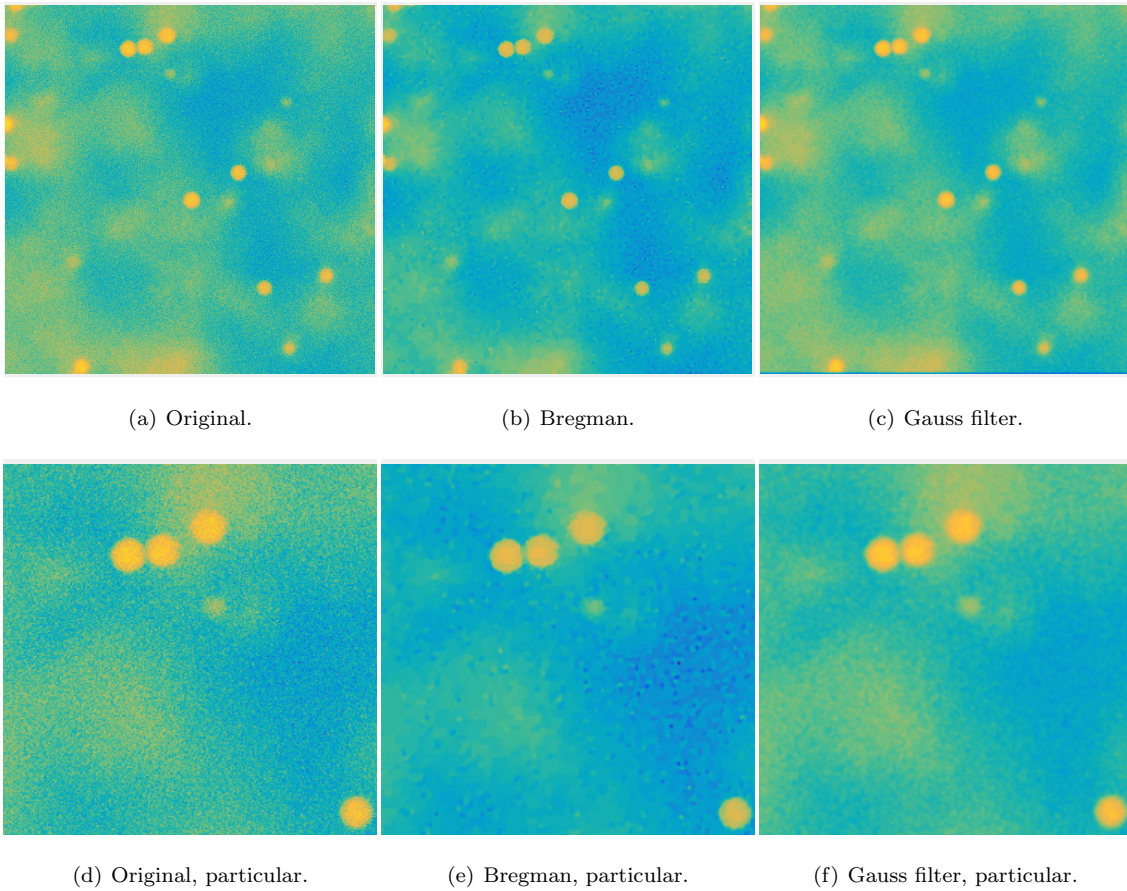 (a) Original.
(b) Bregman.
(c) Gauss filter.
(d) Original, particular.
(e) Bregman, particular.
(f) Gauss filter, particular.